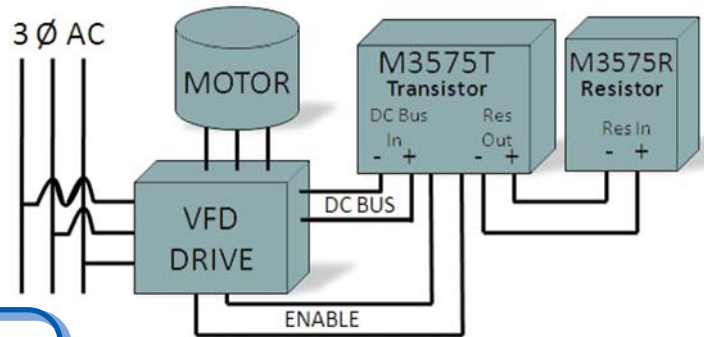 3 Ø AC
MOTOR
M3575T
Transistor
DC Bus
In
- +
Res
Out
- +
M3575R
Resistor
Res In
- +
VFD
DRIVE
DC BUS
ENABLE